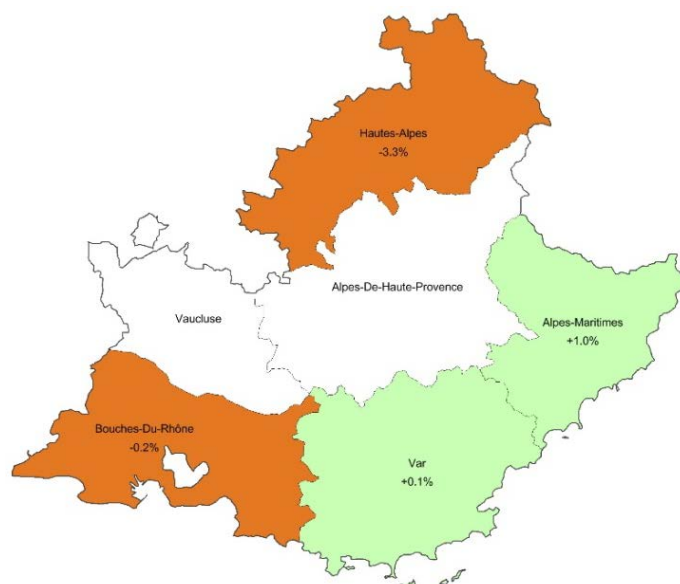 Hautes-Alpes
-3.3%
Alpes-De-Haute-Provence
Vaucluse
Alpes-Maritimes
+1.0%
Bouches-Du-Rhône
-0.2%
Var
+0.1%